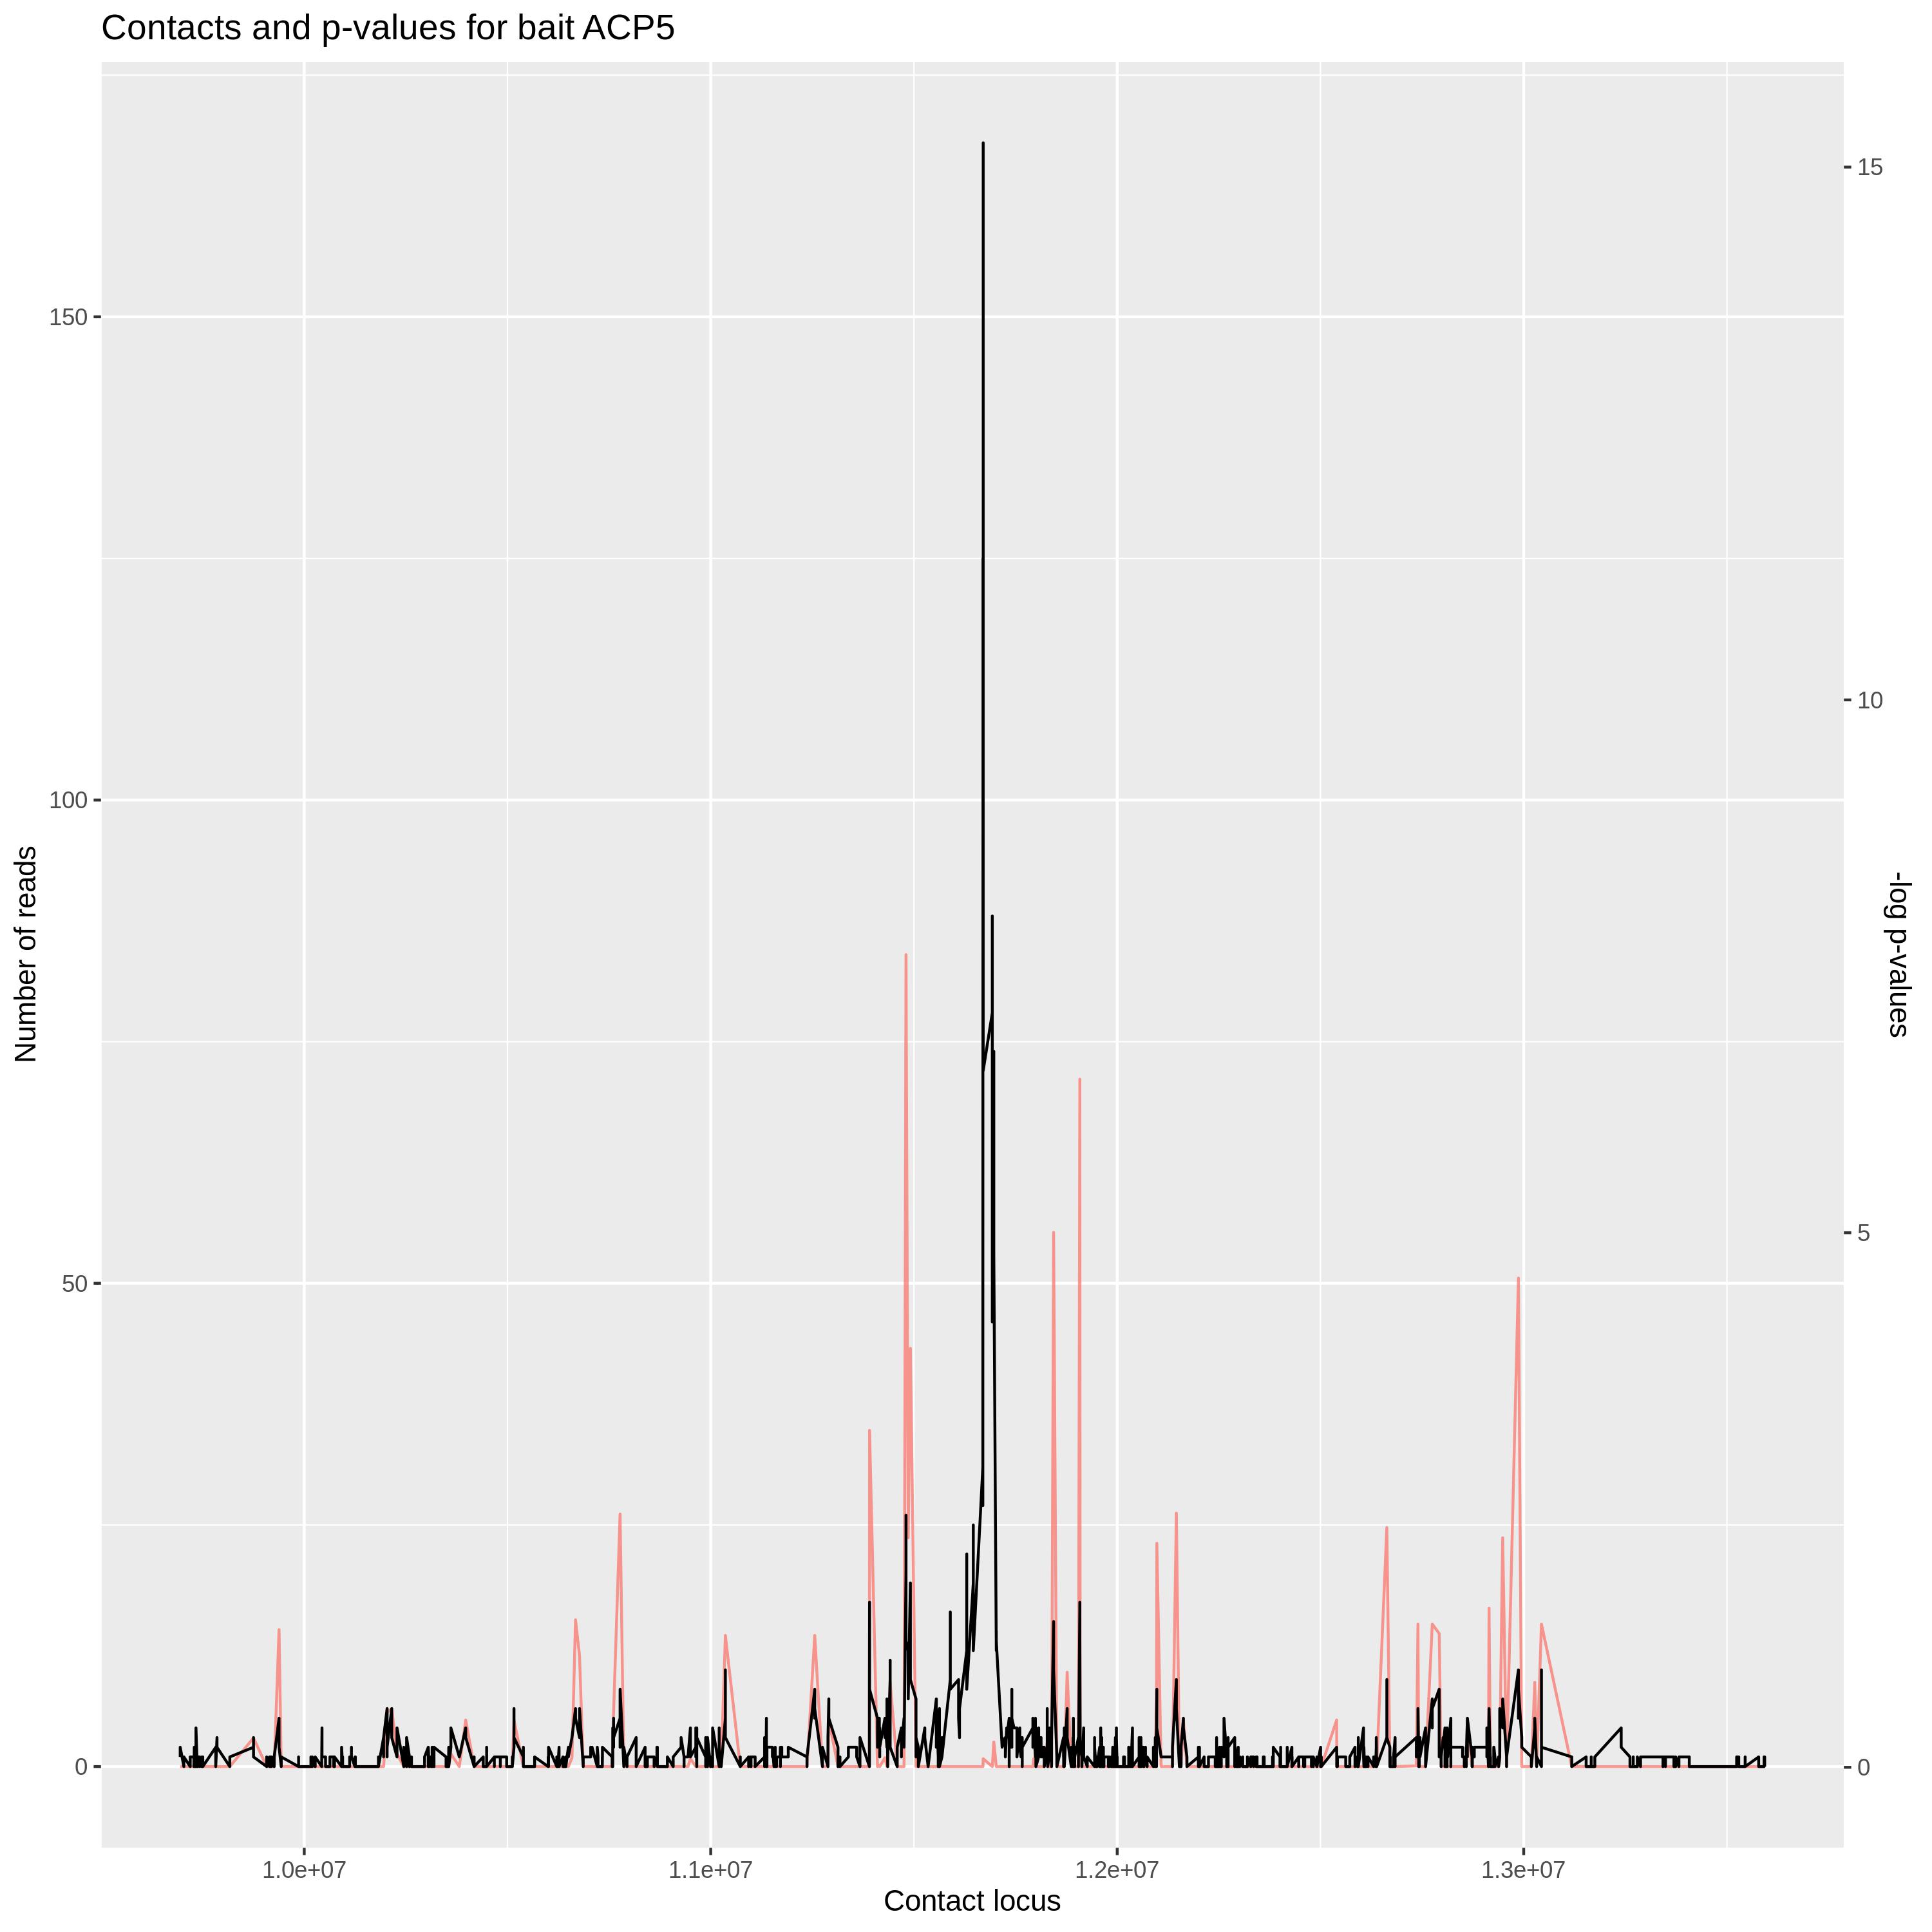 Contacts and p-values for bait ACP5
150
100
50
0
Number of reads
15
10
5
0
-log p-values
1.0e+07
1.1e+07
1.2e+07
1.3e+07
Contact locus